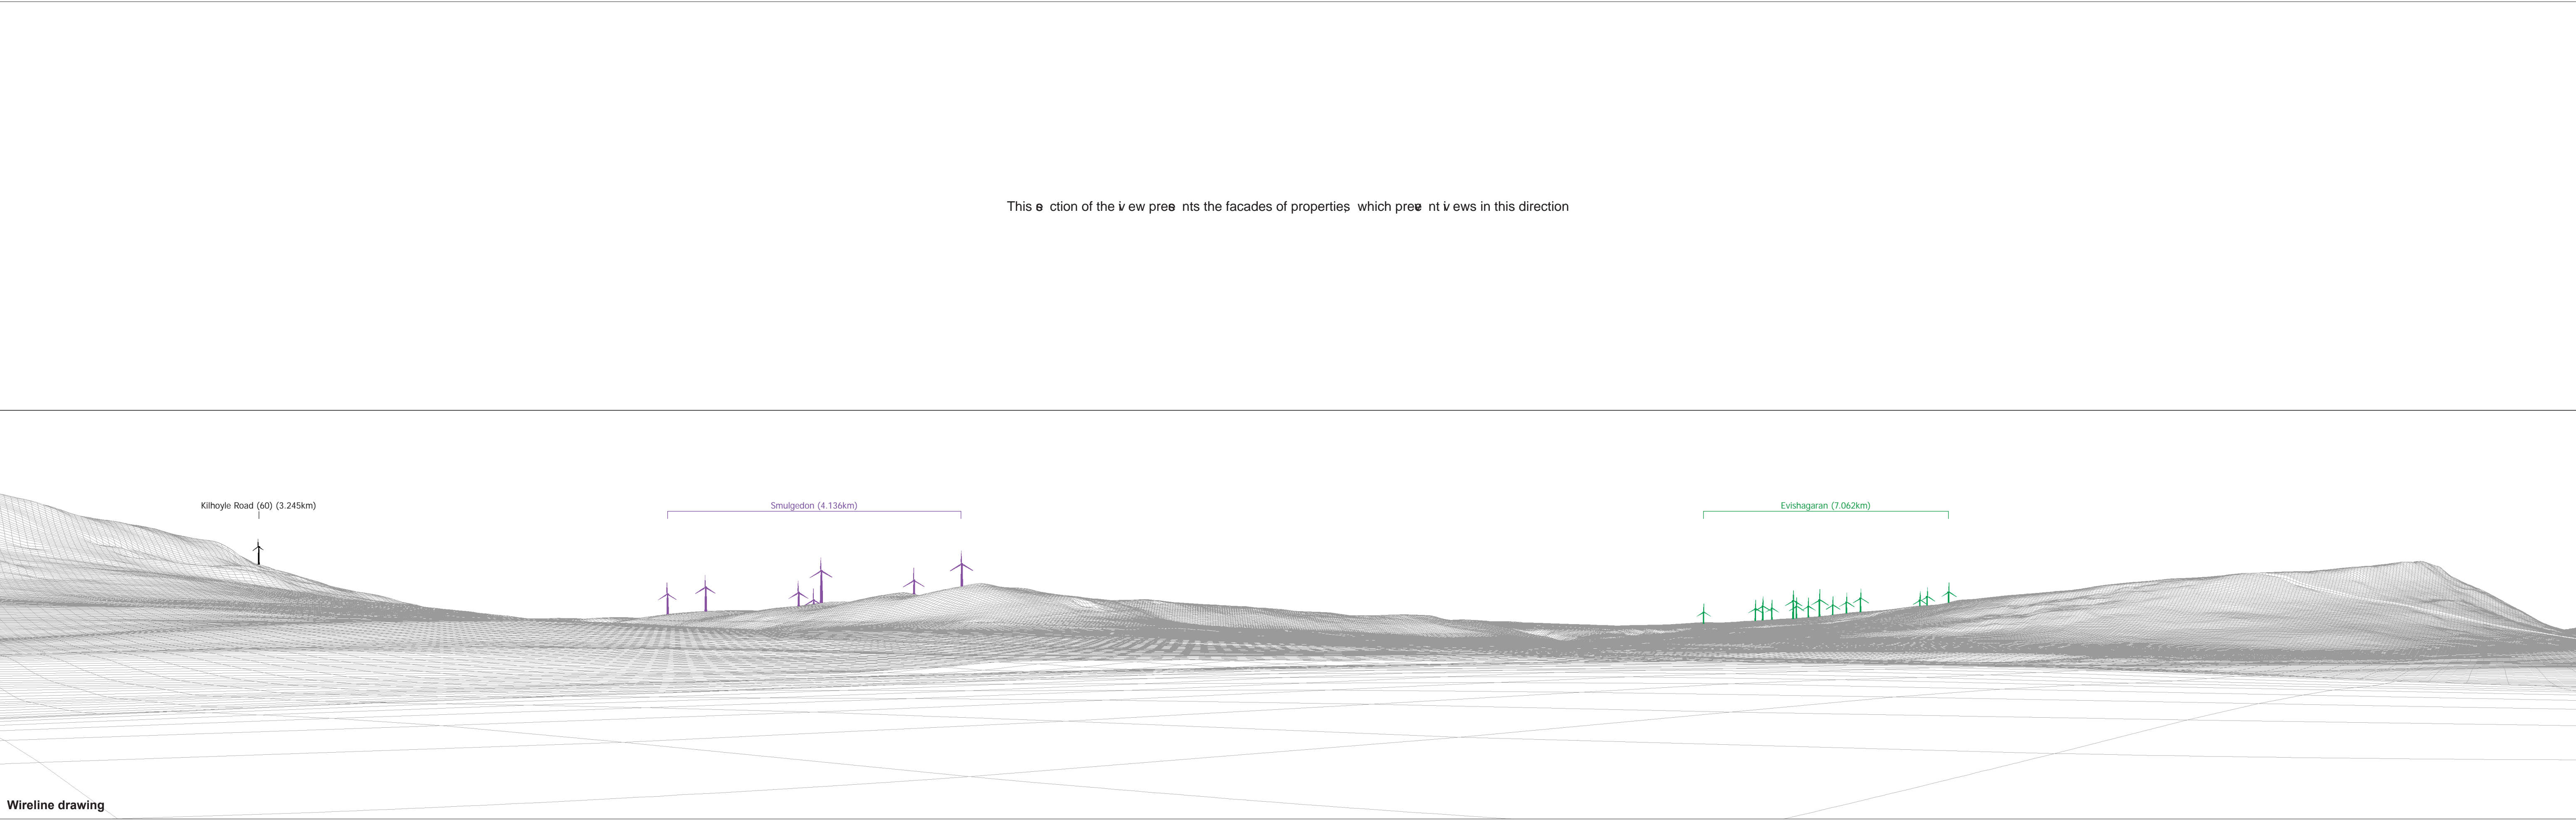 This section of the view presents the facades of properties, which prevent views in this direction
Kilhoyle Road (60) (3.245km)
Smulgedon (4.136km)
Evishagaran (7.062km)
Wireline drawing